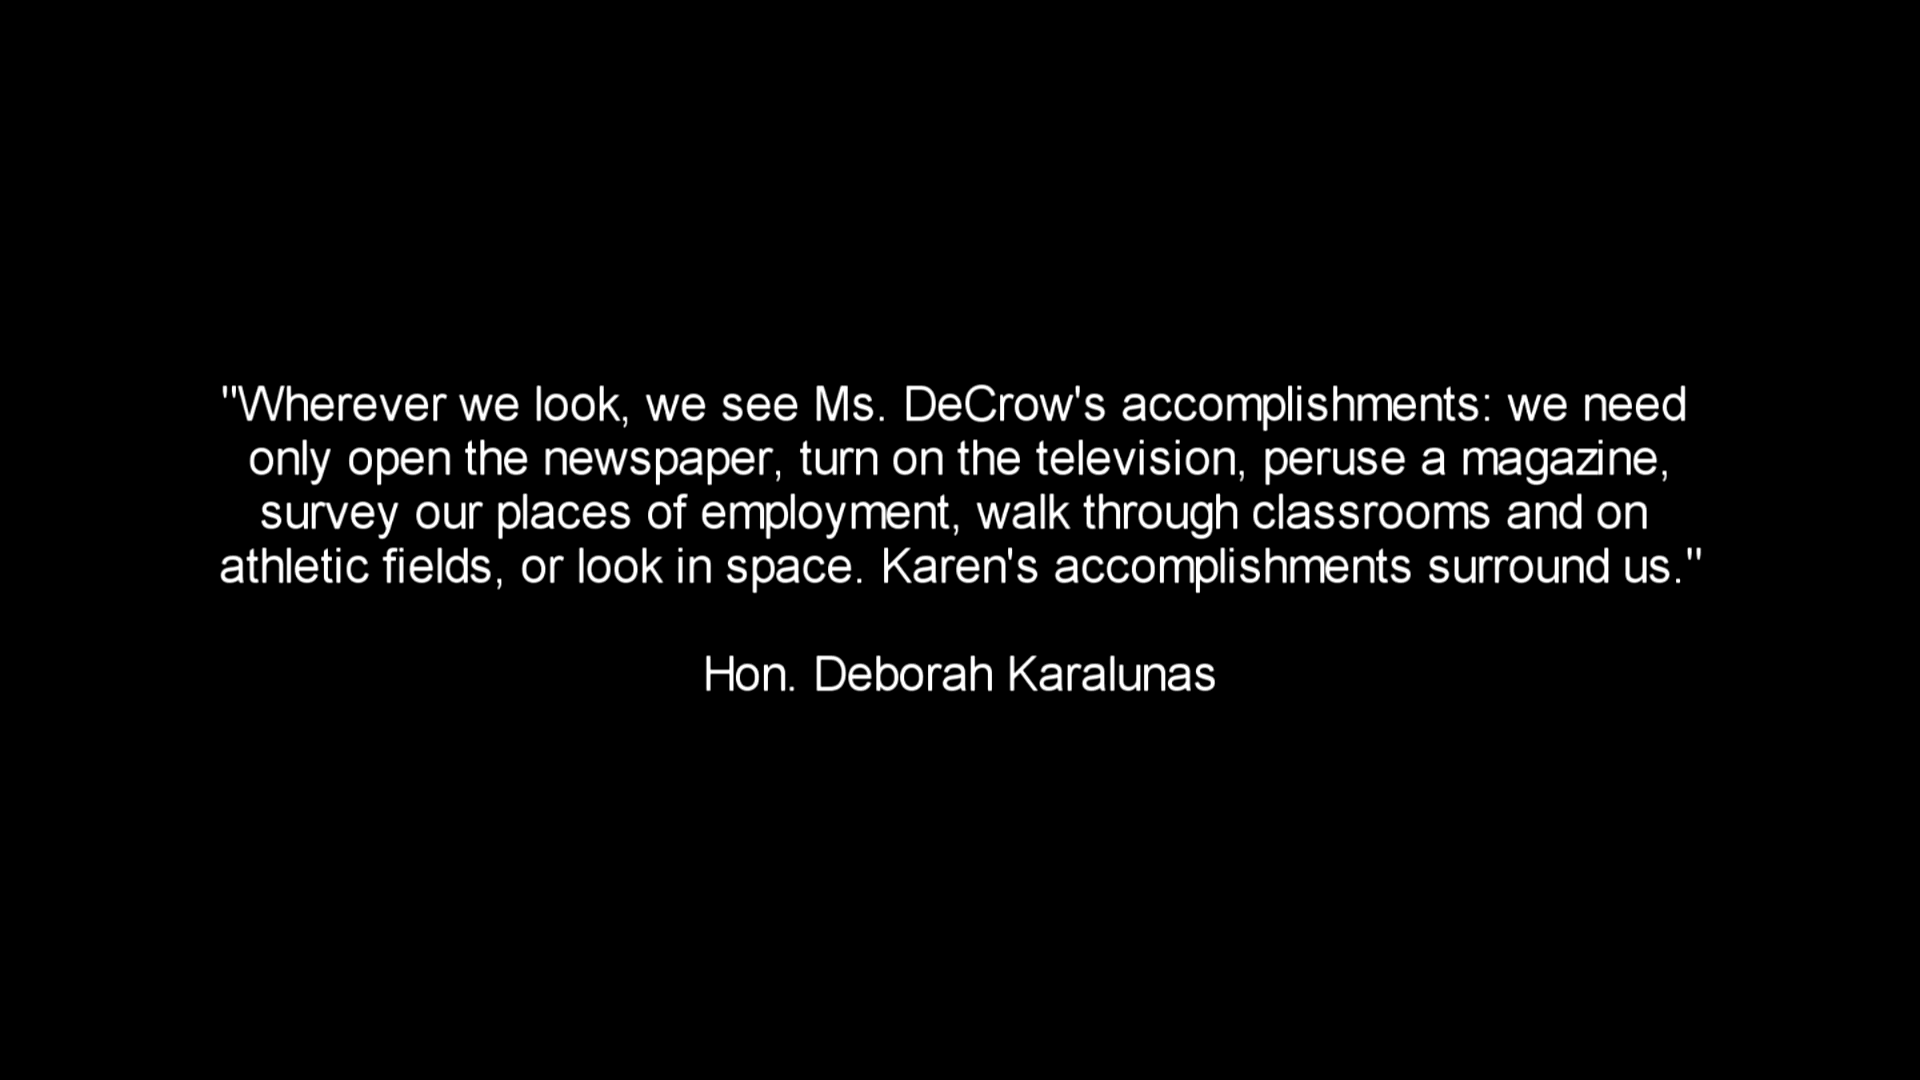 "Wherever we look, we see Ms. DeCrow's accomplishments: we need
only open the newspaper, turn on the television, peruse a magazine,
survey our places of employment, walk through classrooms and on
athletic fields, or look in space. Karen's accomplishments surround us."
Hon. Deborah Karalunas